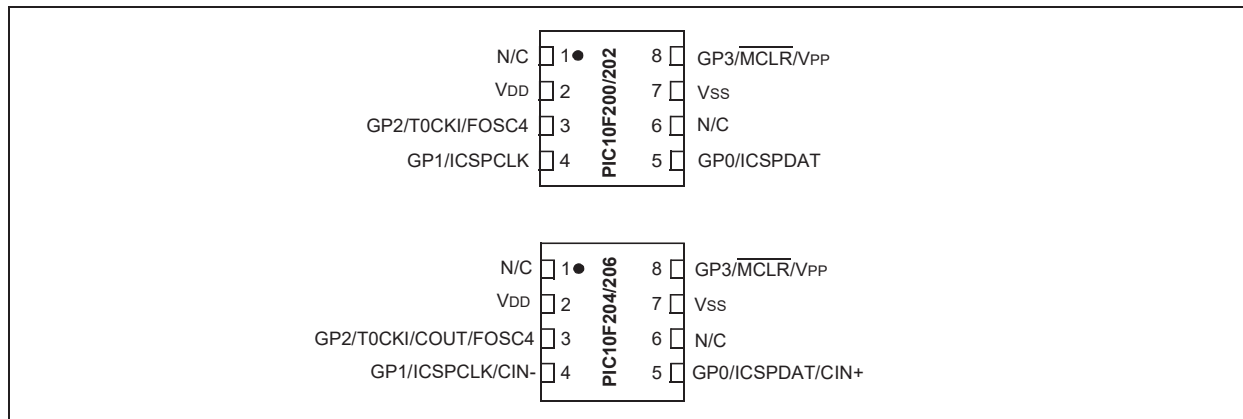 N/C 1 8 GP3/MCLR/VPP
VDD 2 7 VSS
GP2/T0CKI/FOSC4 3 6 N/C
GP1/ICSPCLK 4 5 GP0/ICSPDAT
PIC10F200/202
N/C 1 8 GP3/MCLR/VPP
VDD 2 7 VSS
GP2/T0CKI/COUT/FOSC4 3 6 N/C
GP1/ICSPCLK/CIN- 4 5 GP0/ICSPDAT/CIN+
PIC10F204/206